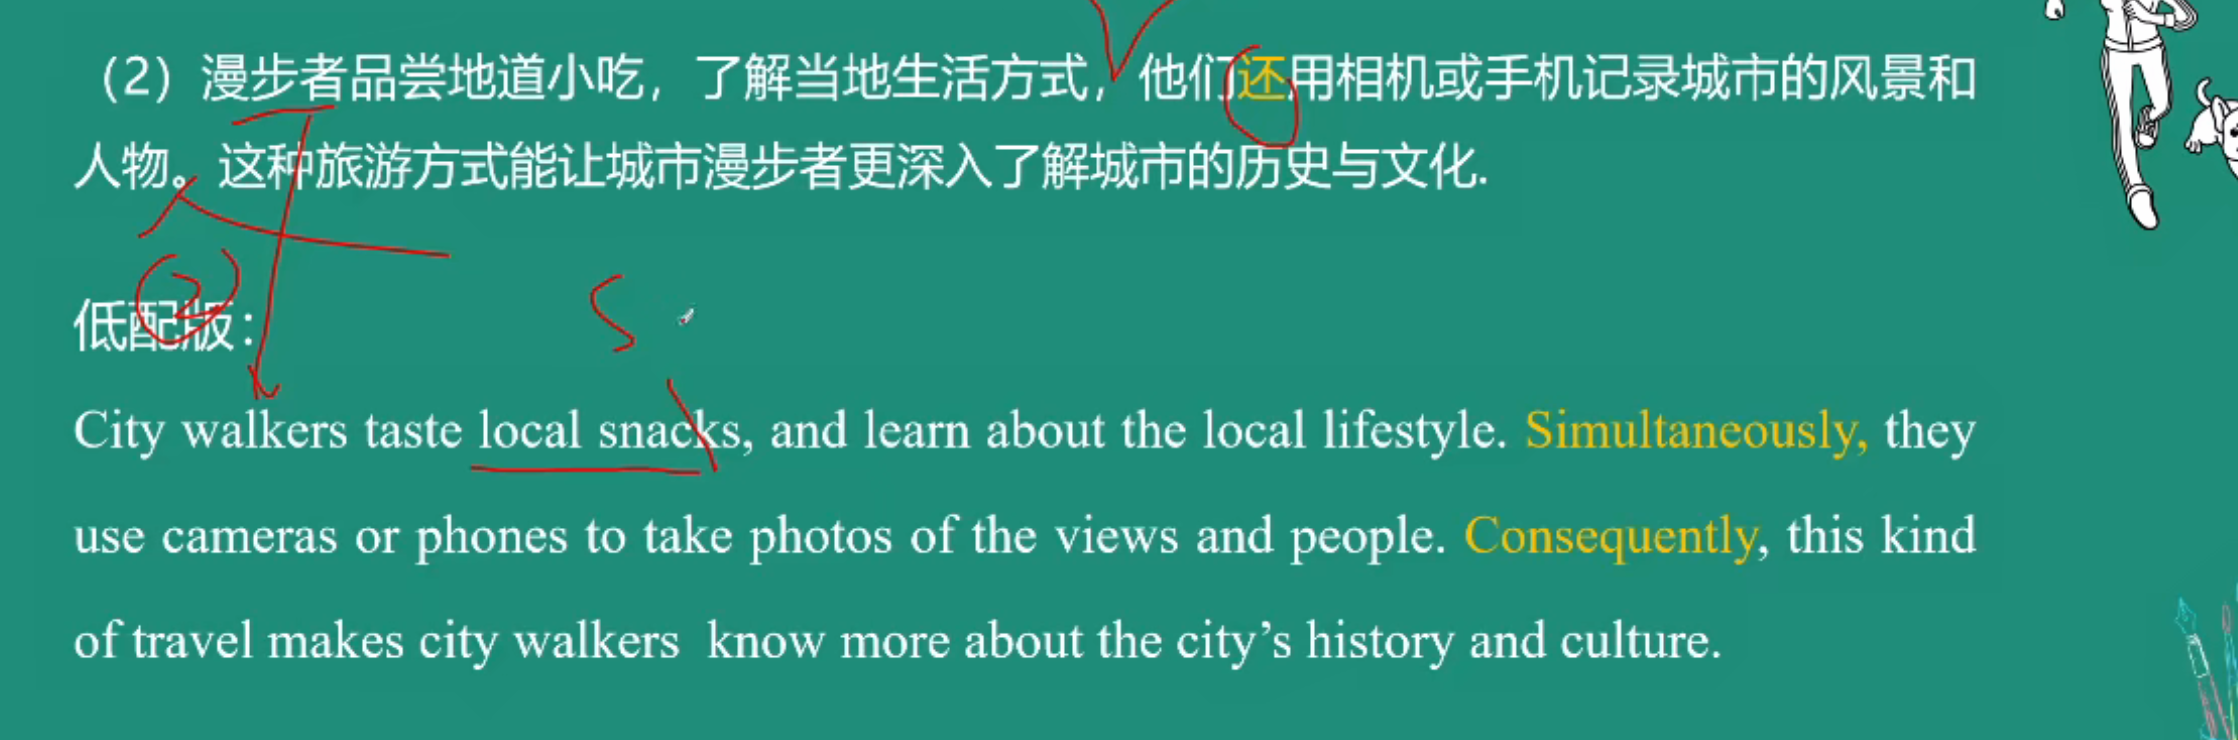 （2）漫步者品尝地道小吃，了解当地生活方式，他们还用相机或手机记录城市的风景和
人物。这种旅游方式能让城市漫步者更深入了解城市的历史与文化.
②
低配版：
S
City walkers taste local snacks, and learn about the local lifestyle. Simultaneously, they
use cameras or phones to take photos of the views and people. Consequently, this kind
of travel makes city walkers know more about the city’s history and culture.